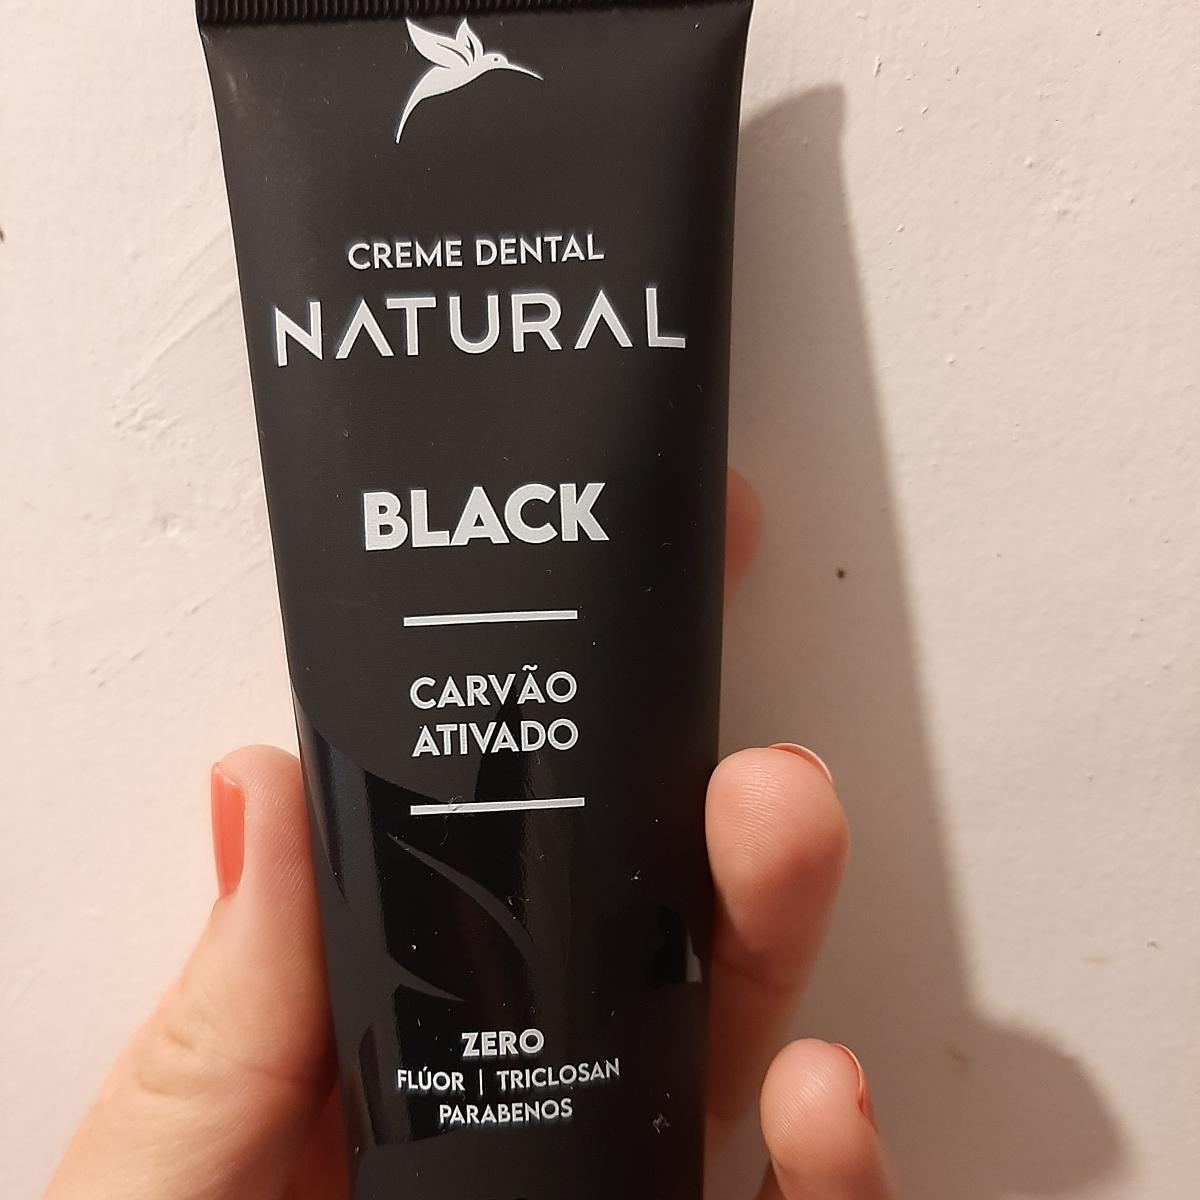 CREME DENTAL
NATURAL
BLACK
CARVÃO
ATIVADO
ZERO
FLÚOR | TRICLOSAN
PARABENOS